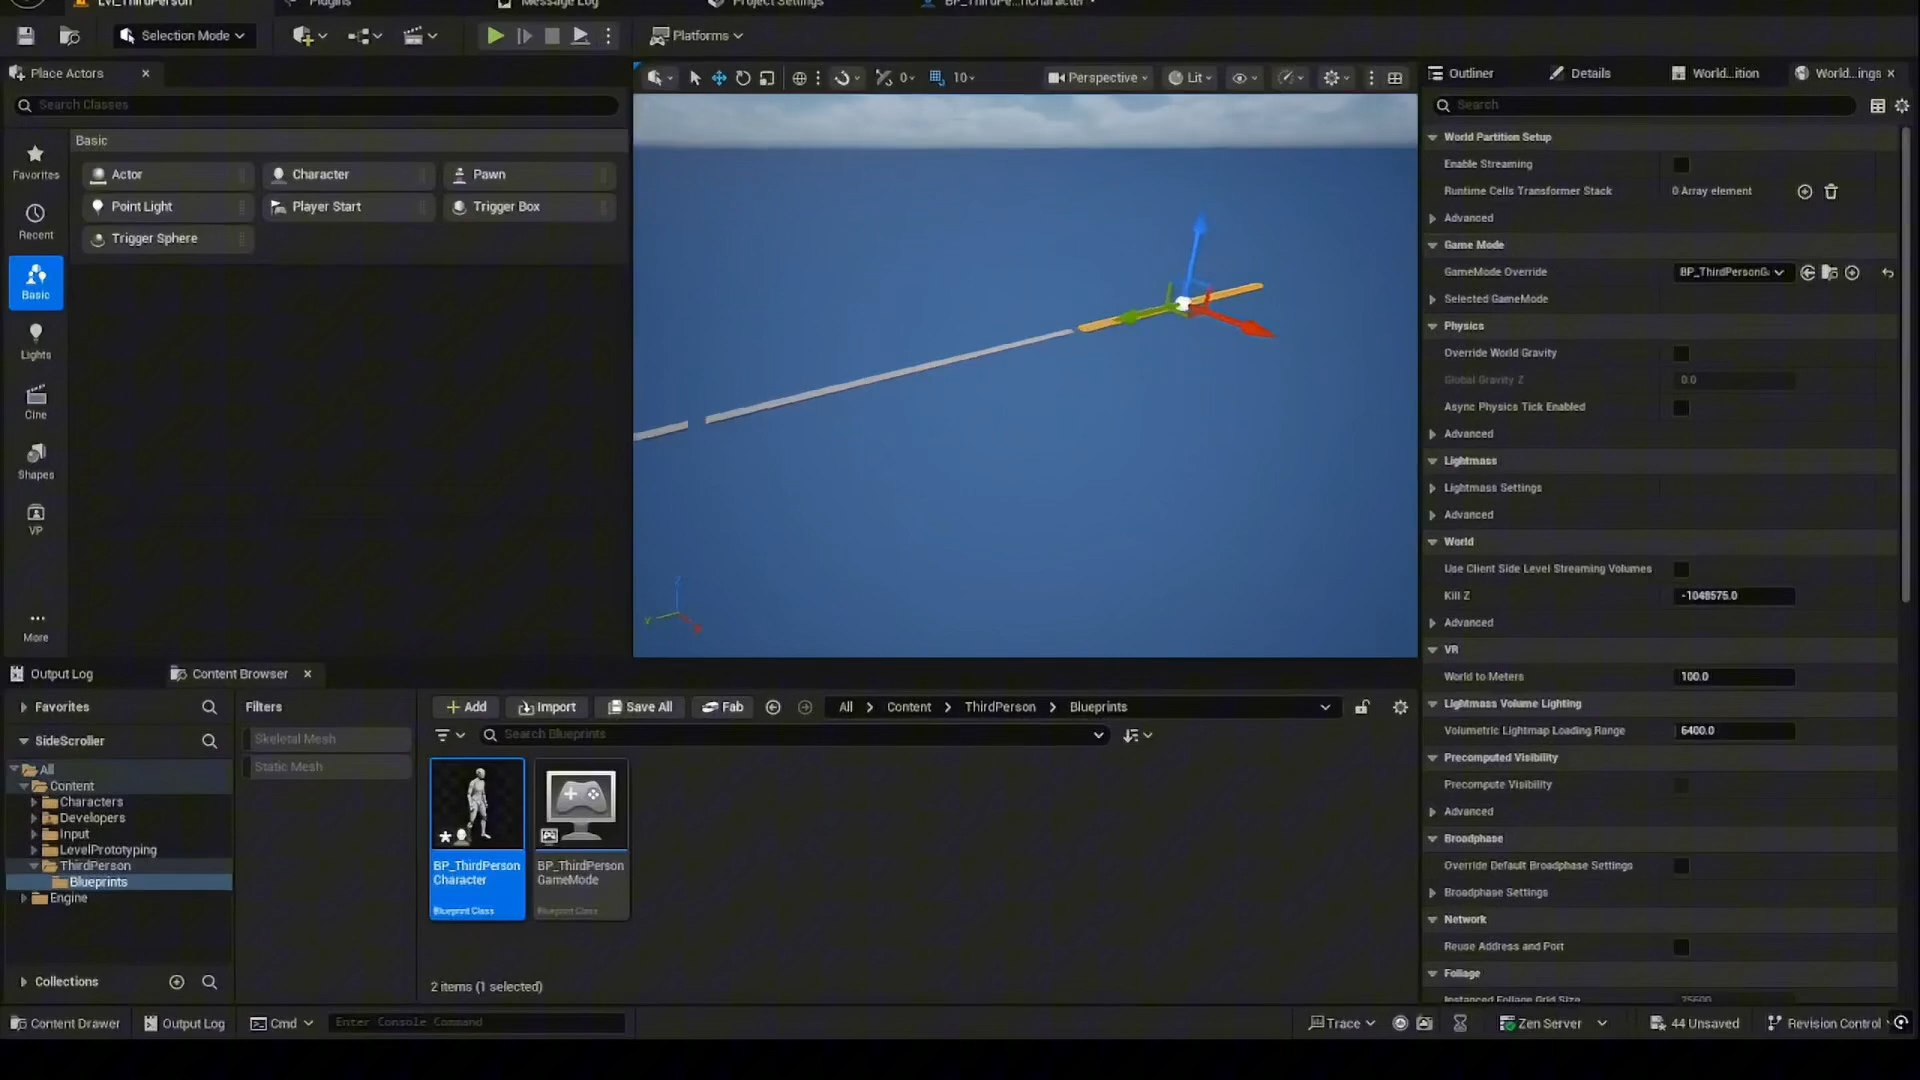 Lvl_ThirdPerson
Plugins
Message Log
Project Settings
BP_ThirdPe...nCharacter
Selection Mode
Platforms
Place Actors
Search Classes
Basic
Actor
Character
Pawn
Point Light
Player Start
Trigger Box
Trigger Sphere
Favorites
Recent
Basic
Lights
Cine
Shapes
VP
More
0
10
Perspective
Lit
Z
Y
Outliner
Details
World...ition
World...ings
Search
World Partition Setup
Enable Streaming
Runtime Cells Transformer Stack 0 Array element
Advanced
Game Mode
GameMode Override BP_ThirdPersonG
Selected GameMode
Physics
Override World Gravity
Global Gravity Z 0.0
Async Physics Tick Enabled
Advanced
Lightmass
Lightmass Settings
Advanced
World
Use Client Side Level Streaming Volumes
Kill Z -1048575.0
Advanced
VR
World to Meters 100.0
Lightmass Volume Lighting
Volumetric Lightmap Loading Range 6400.0
Precomputed Visibility
Precompute Visibility
Advanced
Broadphase
Override Default Broadphase Settings
Broadphase Settings
Network
Reuse Address and Port
Foliage
Instanced Foliage Grid Size 25600
Output Log
Content Browser
Favorites
SideScroller
All
Content
Characters
Developers
Input
LevelPrototyping
ThirdPerson
Blueprints
Engine
Collections
Filters
Skeletal Mesh
Static Mesh
Add
Import
Save All
Fab
All > Content > ThirdPerson > Blueprints
Search Blueprints
BP_ThirdPerson
Character
Blueprint Class
BP_ThirdPerson
GameMode
Blueprint Class
2 items (1 selected)
Content Drawer
Output Log
Cmd
Enter Console Command
Trace
Zen Server
44 Unsaved
Revision Control